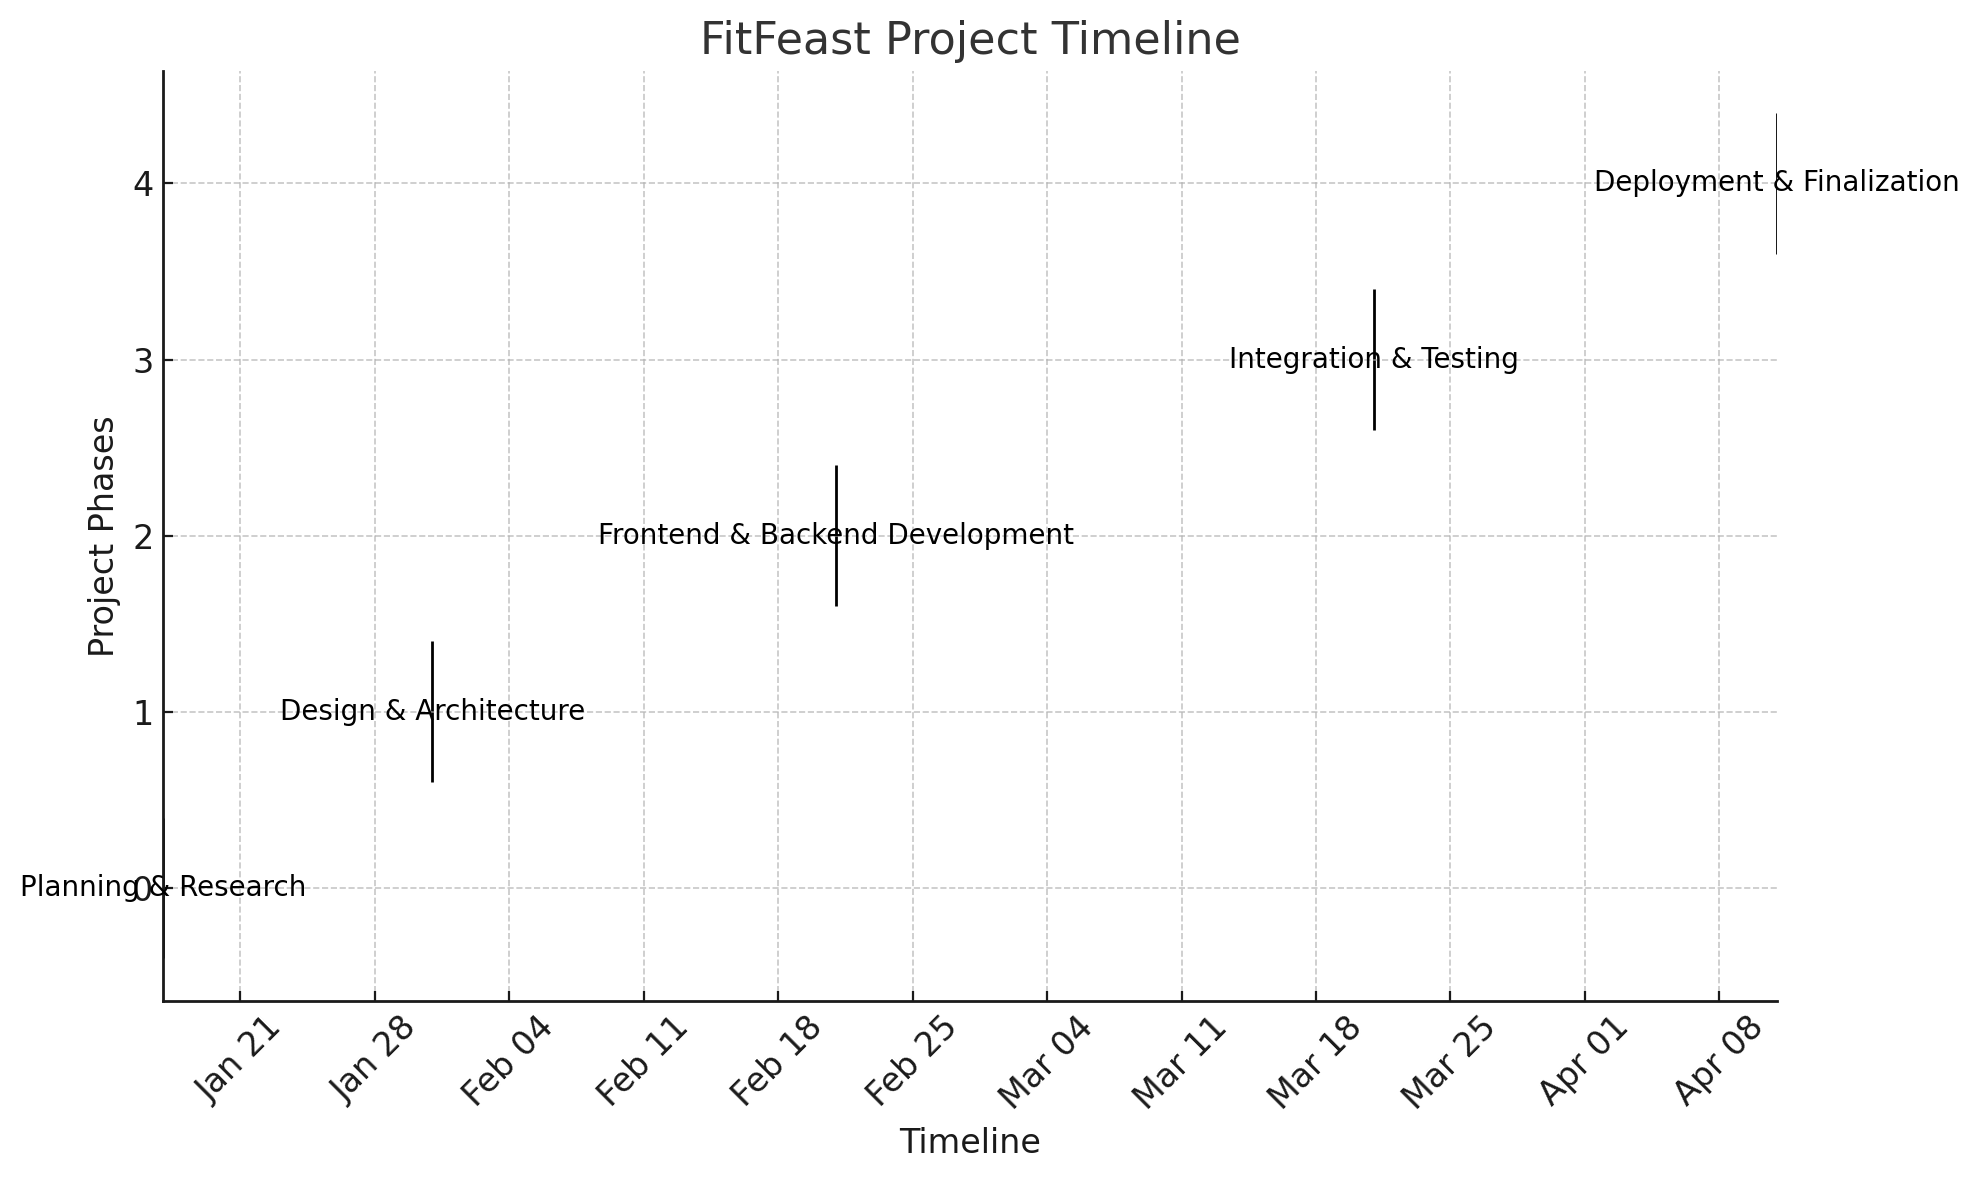 FitFeast Project Timeline
4
Deployment & Finalization
3
Integration & Testing
Project Phases
2
Frontend & Backend Development
1
Design & Architecture
0
Planning & Research
Jan 21
Jan 28
Feb 04
Feb 11
Feb 18
Feb 25
Mar 04
Mar 11
Mar 18
Mar 25
Apr 01
Apr 08
Timeline